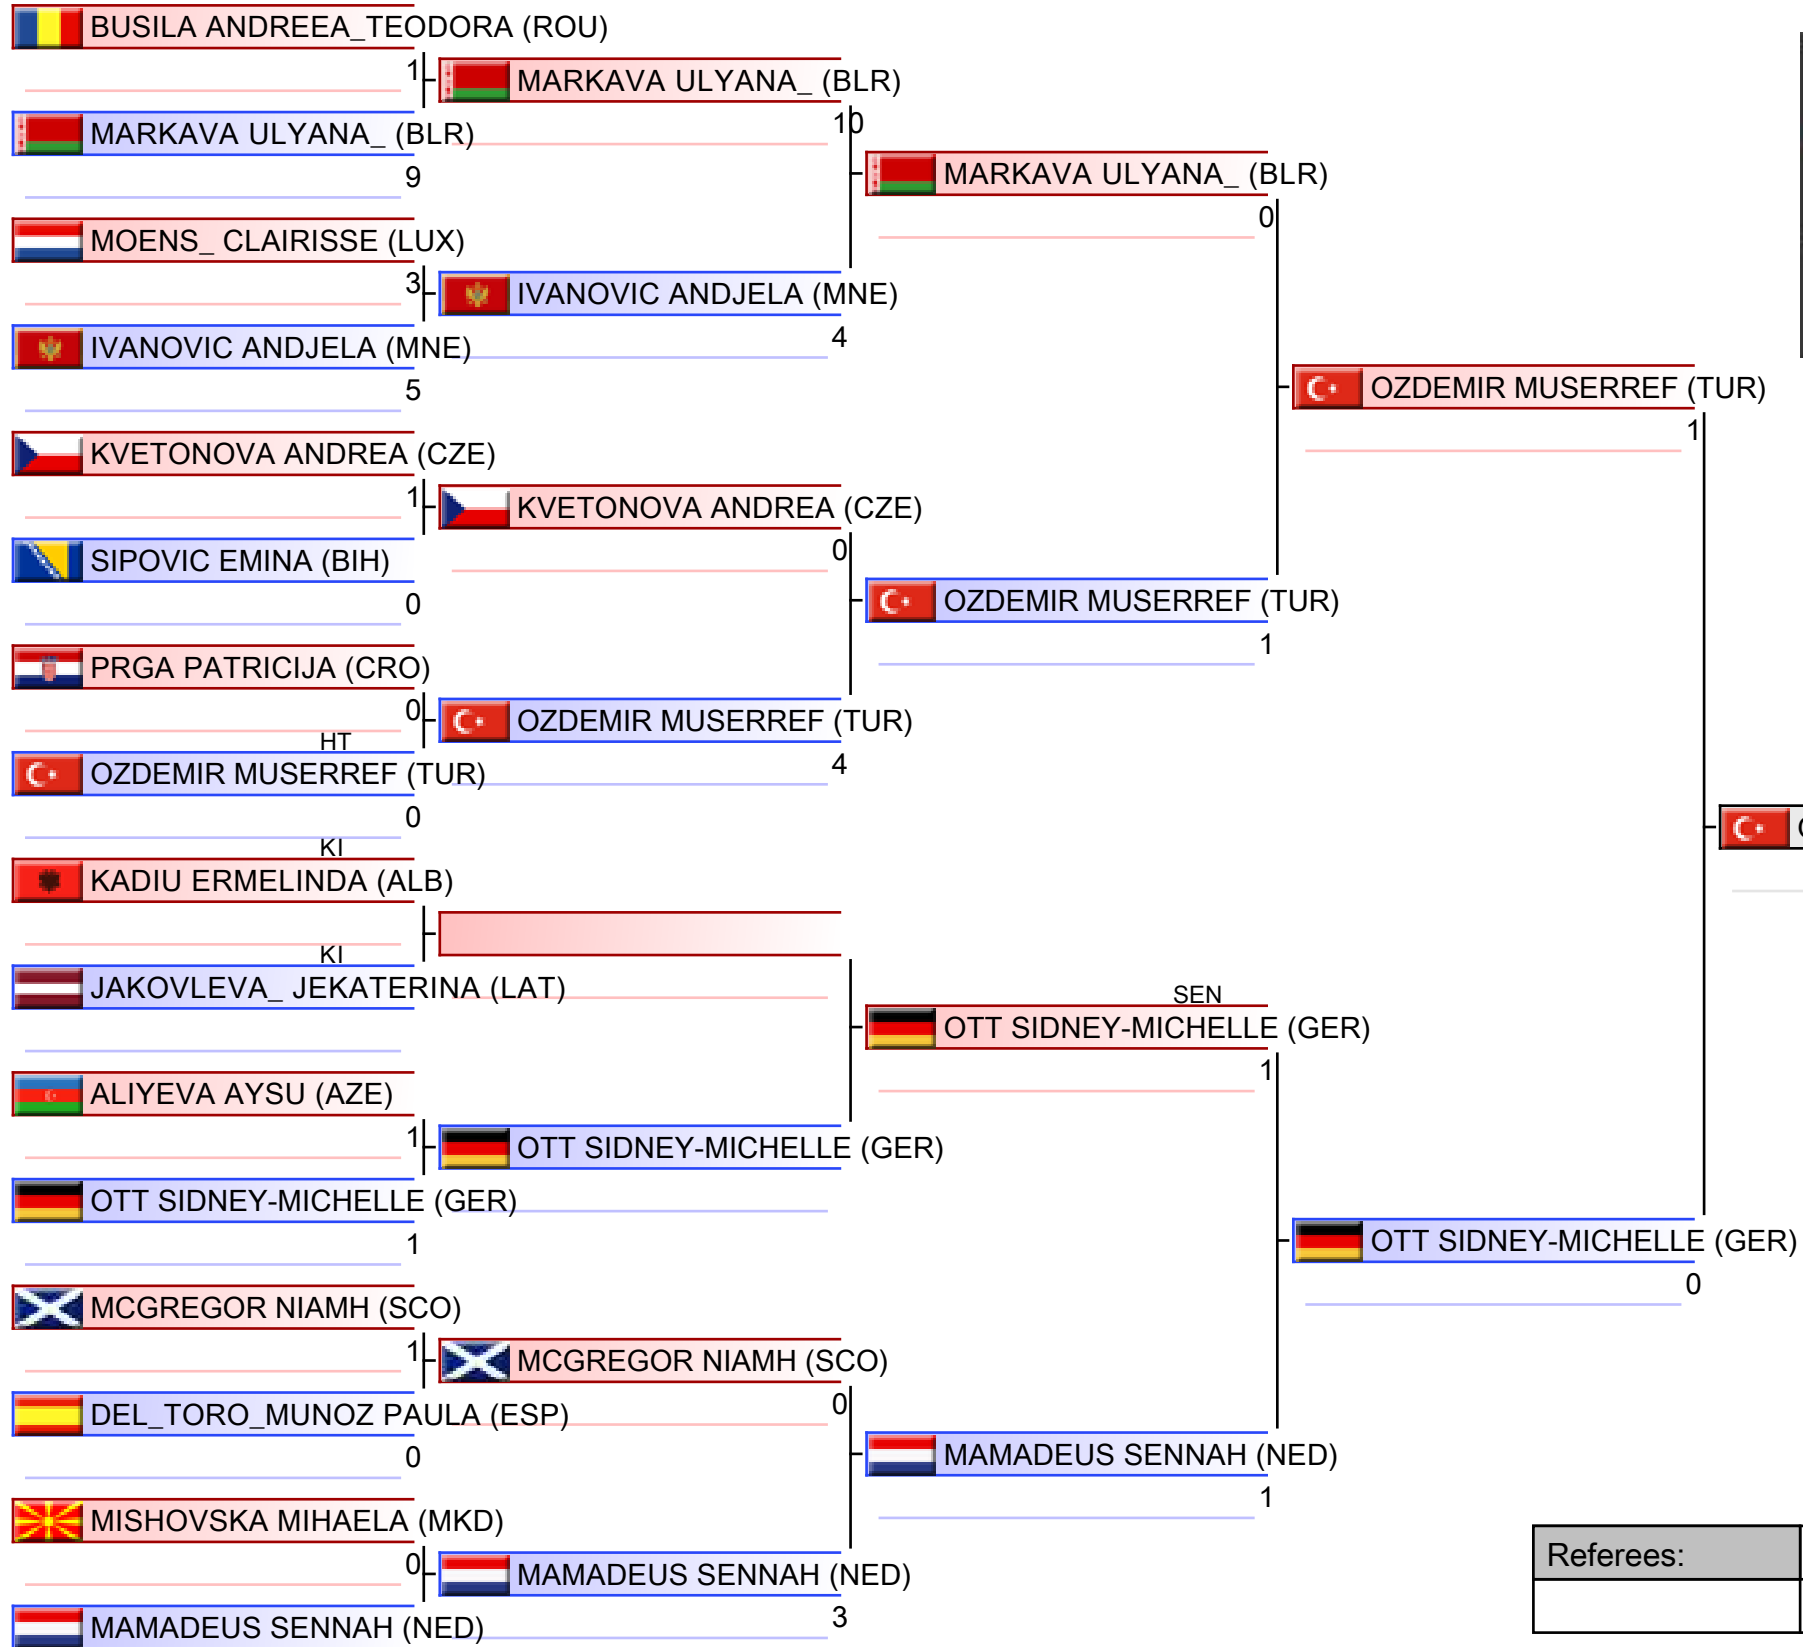 BUSILA ANDREEA_TEODORA (ROU)
1
MARKAVA ULYANA_ (BLR)
9
MOENS_ CLAIRISSE (LUX)
3
IVANOVIC ANDJELA (MNE)
5
KVETONOVA ANDREA (CZE)
1
SIPOVIC EMINA (BIH)
0
PRGA PATRICIJA (CRO)
0
HT
OZDEMIR MUSERREF (TUR)
0
KI
KADIU ERMELINDA (ALB)
KI
JAKOVLEVA_ JEKATERINA (LAT)
ALIYEVA AYSU (AZE)
1
OTT SIDNEY-MICHELLE (GER)
1
MCGREGOR NIAMH (SCO)
1
DEL_TORO_MUNOZ PAULA (ESP)
0
MISHOVSKA MIHAELA (MKD)
0
MAMADEUS SENNAH (NED)
MARKAVA ULYANA_ (BLR)
10
IVANOVIC ANDJELA (MNE)
4
KVETONOVA ANDREA (CZE)
0
OZDEMIR MUSERREF (TUR)
4
OTT SIDNEY-MICHELLE (GER)
MCGREGOR NIAMH (SCO)
0
MAMADEUS SENNAH (NED)
3
MARKAVA ULYANA_ (BLR)
0
OZDEMIR MUSERREF (TUR)
1
SEN
OTT SIDNEY-MICHELLE (GER)
1
MAMADEUS SENNAH (NED)
1
OZDEMIR MUSERREF (TUR)
1
OTT SIDNEY-MICHELLE (GER)
0
Referees: